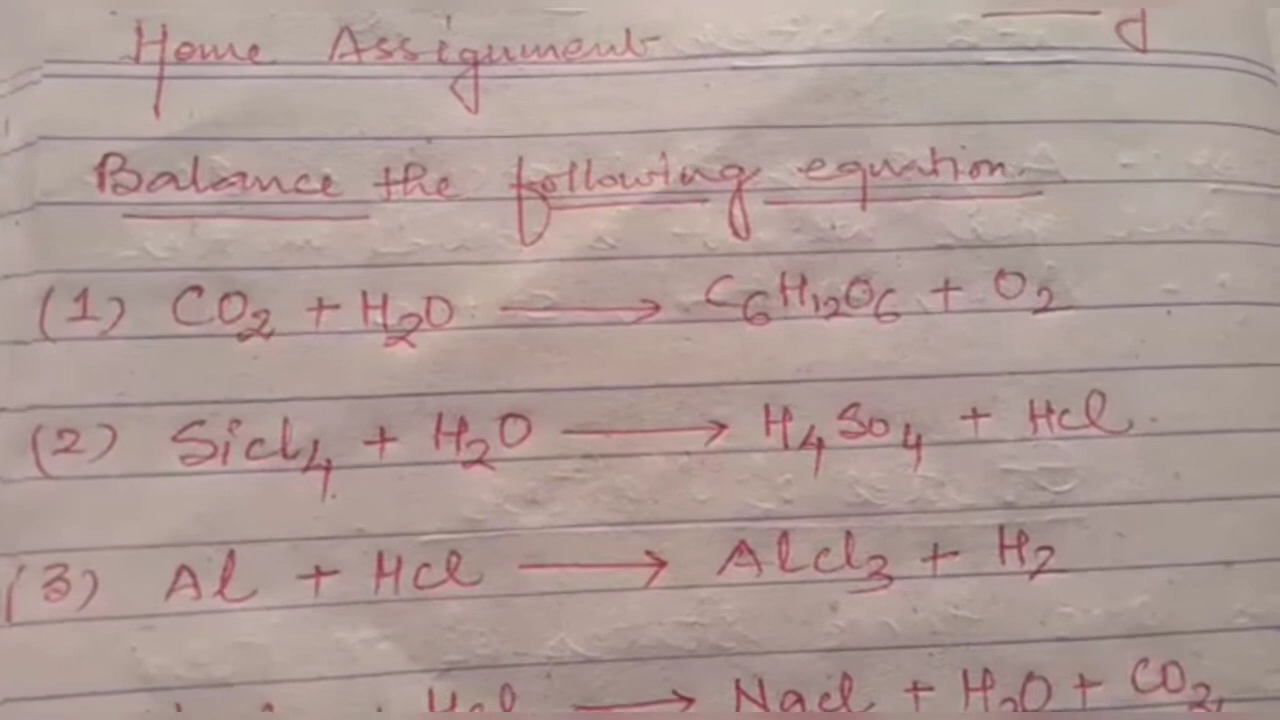 Home Assignment
Balance the following equation.
(1) CO2 + H2O ⟶ C6H12O6 + O2
(2) Sicl4 + H2O ⟶ H4SO4 + Hcl.
(3) Al + Hcl ⟶ Alcl3 + H2
⟶ Nacl + H2O + CO2